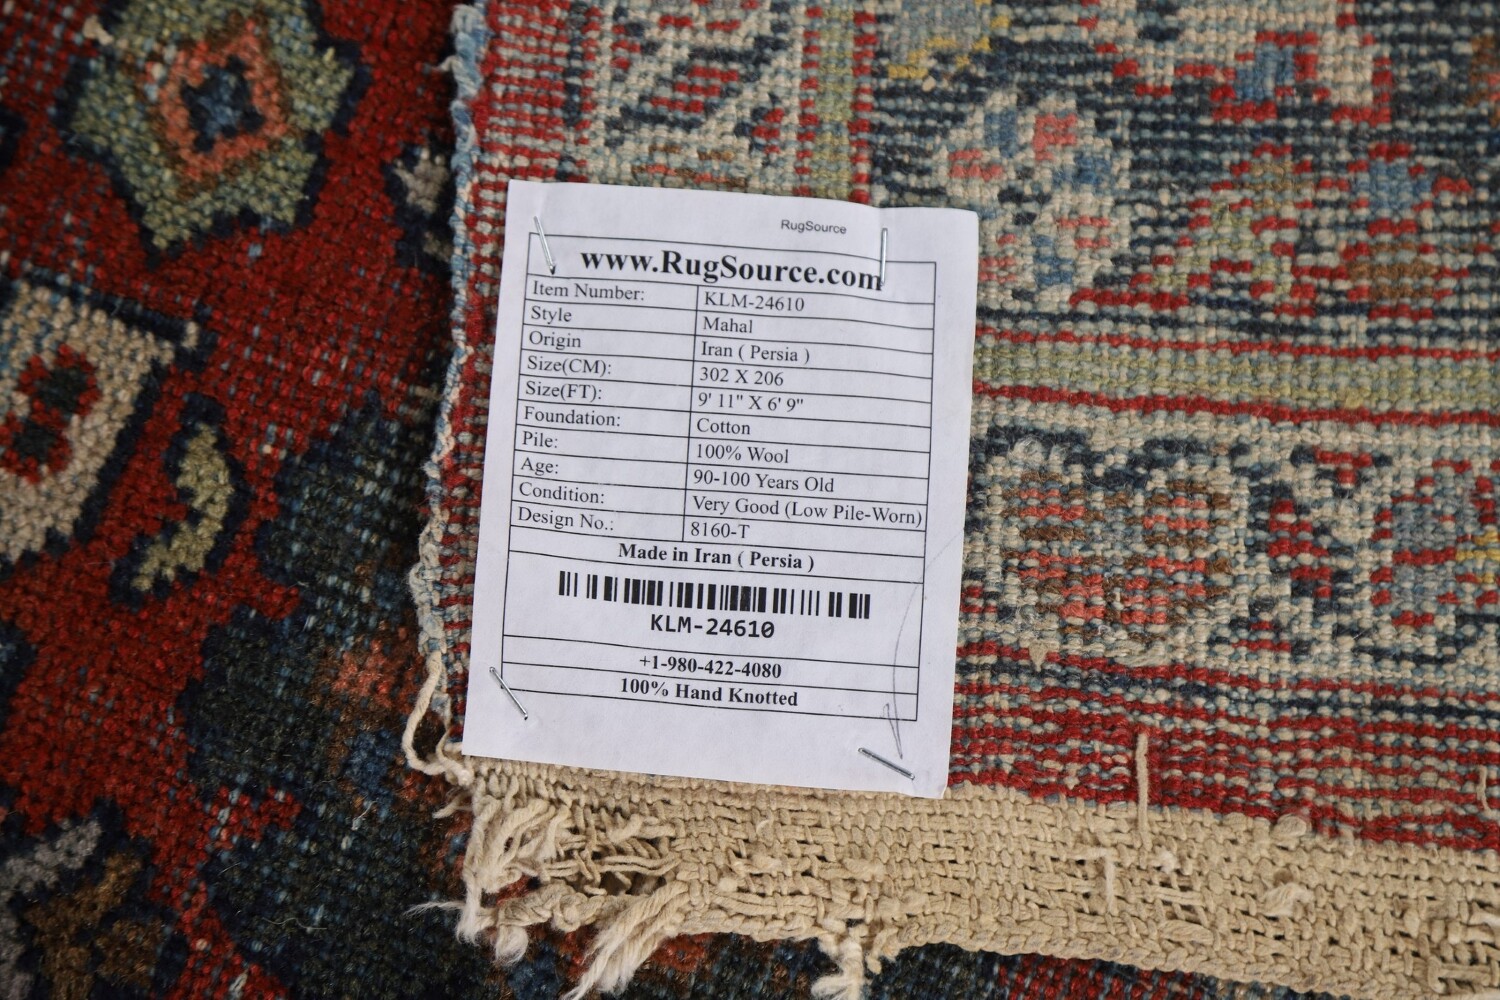 RugSource
www.RugSource.com
Item Number: KLM-24610
Style Mahal
Origin Iran ( Persia )
Size(CM): 302 X 206
Size(FT): 9' 11" X 6' 9"
Foundation: Cotton
Pile: 100% Wool
Age: 90-100 Years Old
Condition: Very Good (Low Pile-Worn)
Design No.: 8160-T
Made in Iran ( Persia )
KLM-24610
+1-980-422-4080
100% Hand Knotted